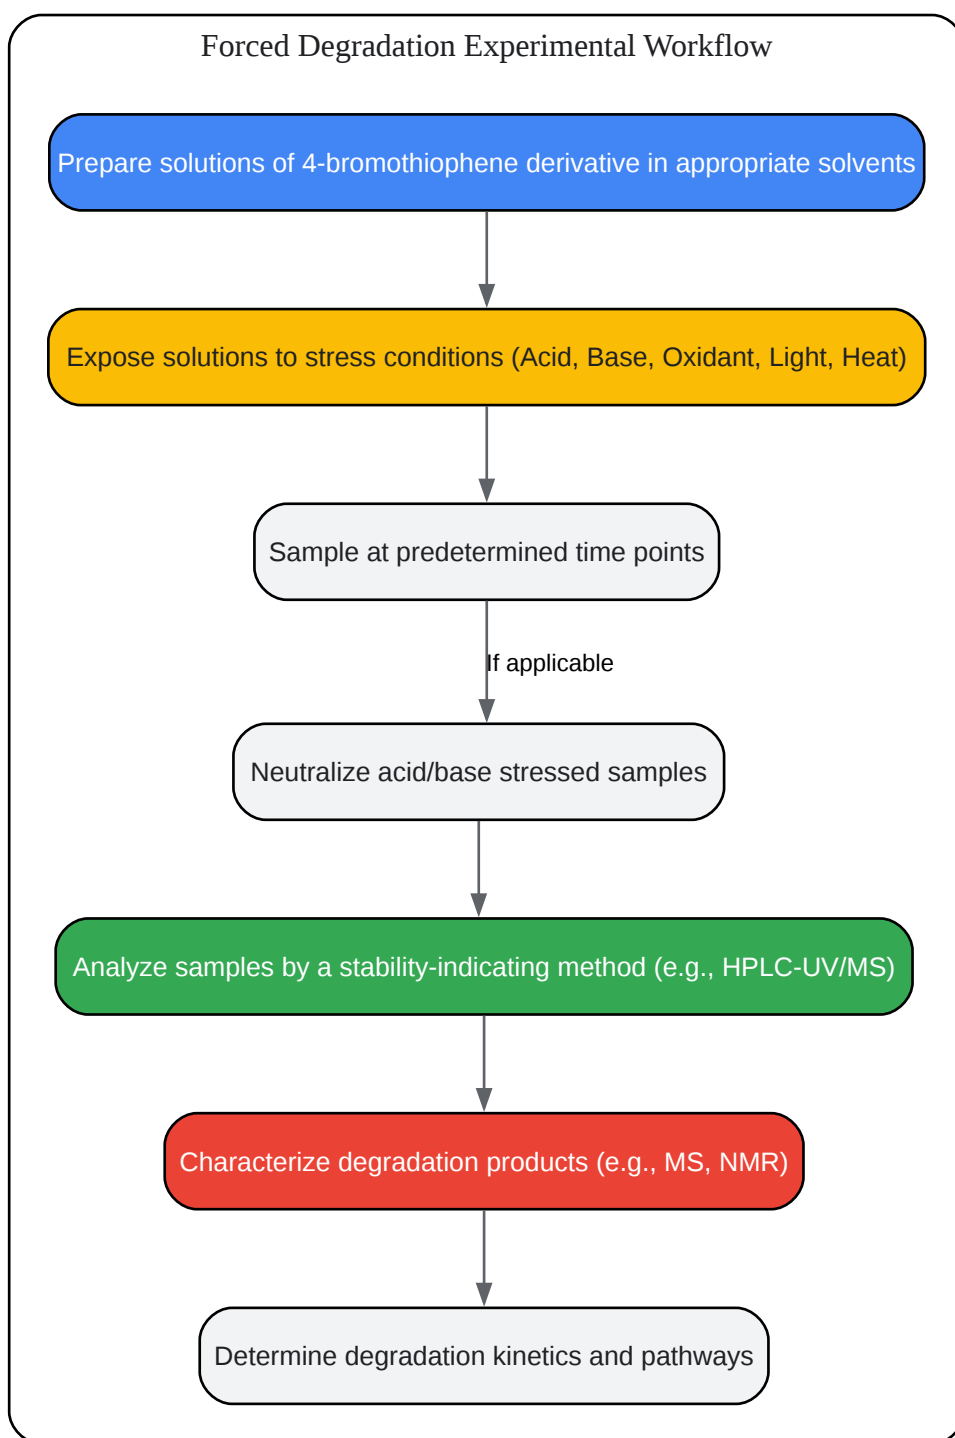 Forced Degradation Experimental Workflow
Prepare solutions of 4-bromothiophene derivative in appropriate solvents
Expose solutions to stress conditions (Acid, Base, Oxidant, Light, Heat)
Sample at predetermined time points
If applicable
Neutralize acid/base stressed samples
Analyze samples by a stability-indicating method (e.g., HPLC-UV/MS)
Characterize degradation products (e.g., MS, NMR)
Determine degradation kinetics and pathways